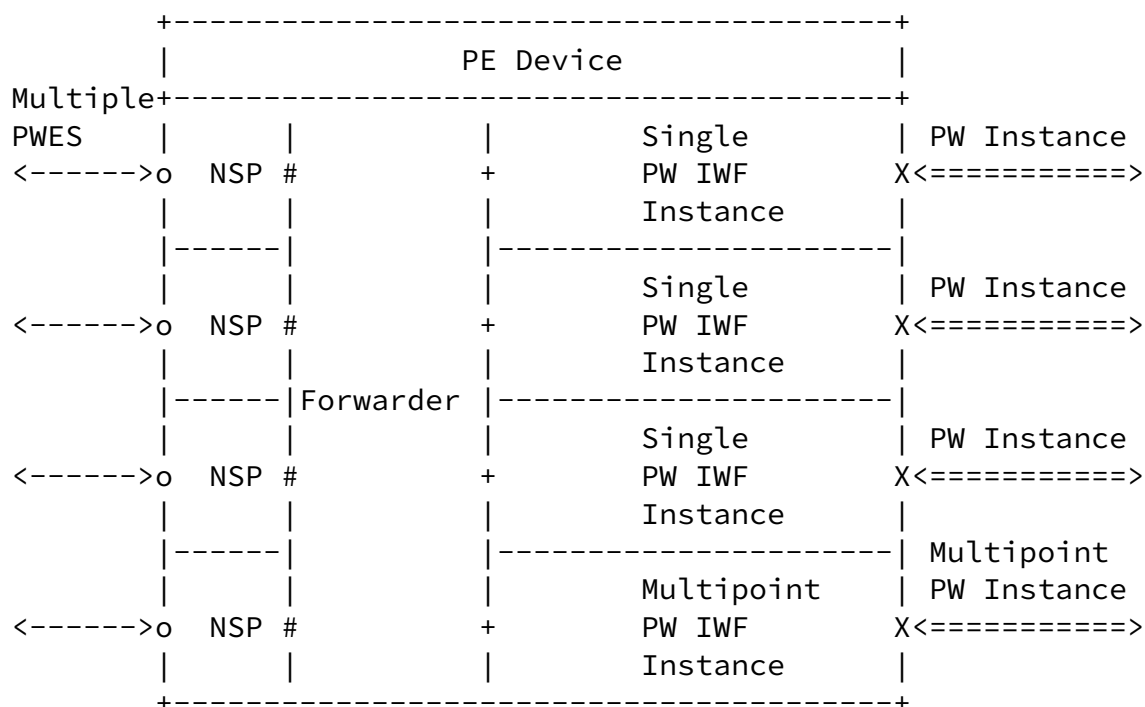 +----------------------------------------+
          |                PE Device               |
Multiple+----------------------------------------+
PWES      |      |          |        Single        | PW Instance
<------>o  NSP #          +        PW IWF        X<===========>
          |      |          |        Instance      |
          |------|          |----------------------|
          |      |          |        Single        | PW Instance
<------>o  NSP #          +        PW IWF        X<===========>
          |      |          |        Instance      |
          |------|Forwarder |----------------------|
          |      |          |        Single        | PW Instance
<------>o  NSP #          +        PW IWF        X<===========>
          |      |          |        Instance      |
          |------|          |----------------------| Multipoint
          |      |          |        Multipoint    | PW Instance
<------>o  NSP #          +        PW IWF        X<===========>
          |      |          |        Instance      |
          +----------------------------------------+